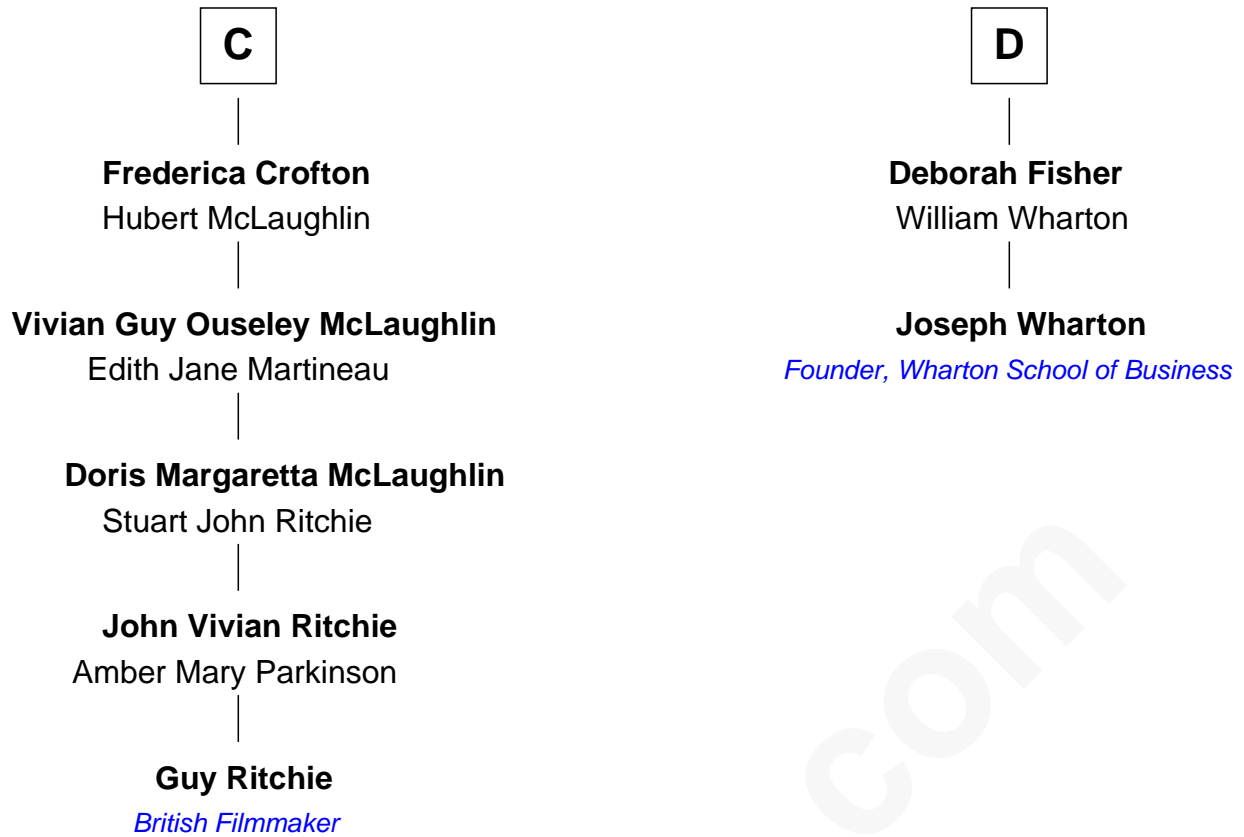 C
Frederica Crofton
Hubert McLaughlin
Vivian Guy Ouseley McLaughlin
Edith Jane Martineau
Doris Margaretta McLaughlin
Stuart John Ritchie
John Vivian Ritchie
Amber Mary Parkinson
Guy Ritchie
British Filmmaker
D
Deborah Fisher
William Wharton
Joseph Wharton
Founder, Wharton School of Business
com